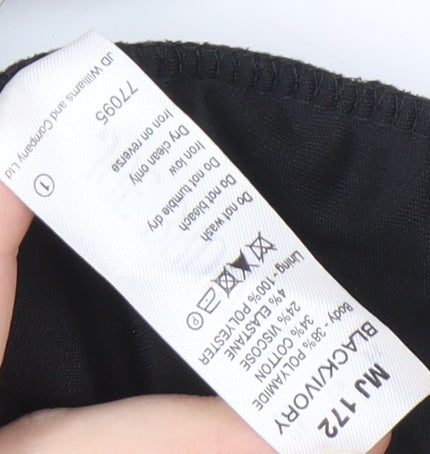 MJ 172
BLACK/IVORY
Body - 38% POLYAMIDE
34% COTTON
24% VISCOSE
4% ELASTANE
Lining - 100% POLYESTER
P
Do not wash
Do not bleach
Do not tumble dry
Iron low
Dry clean only
Iron on reverse
77095
JD Williams and Company Ltd
1